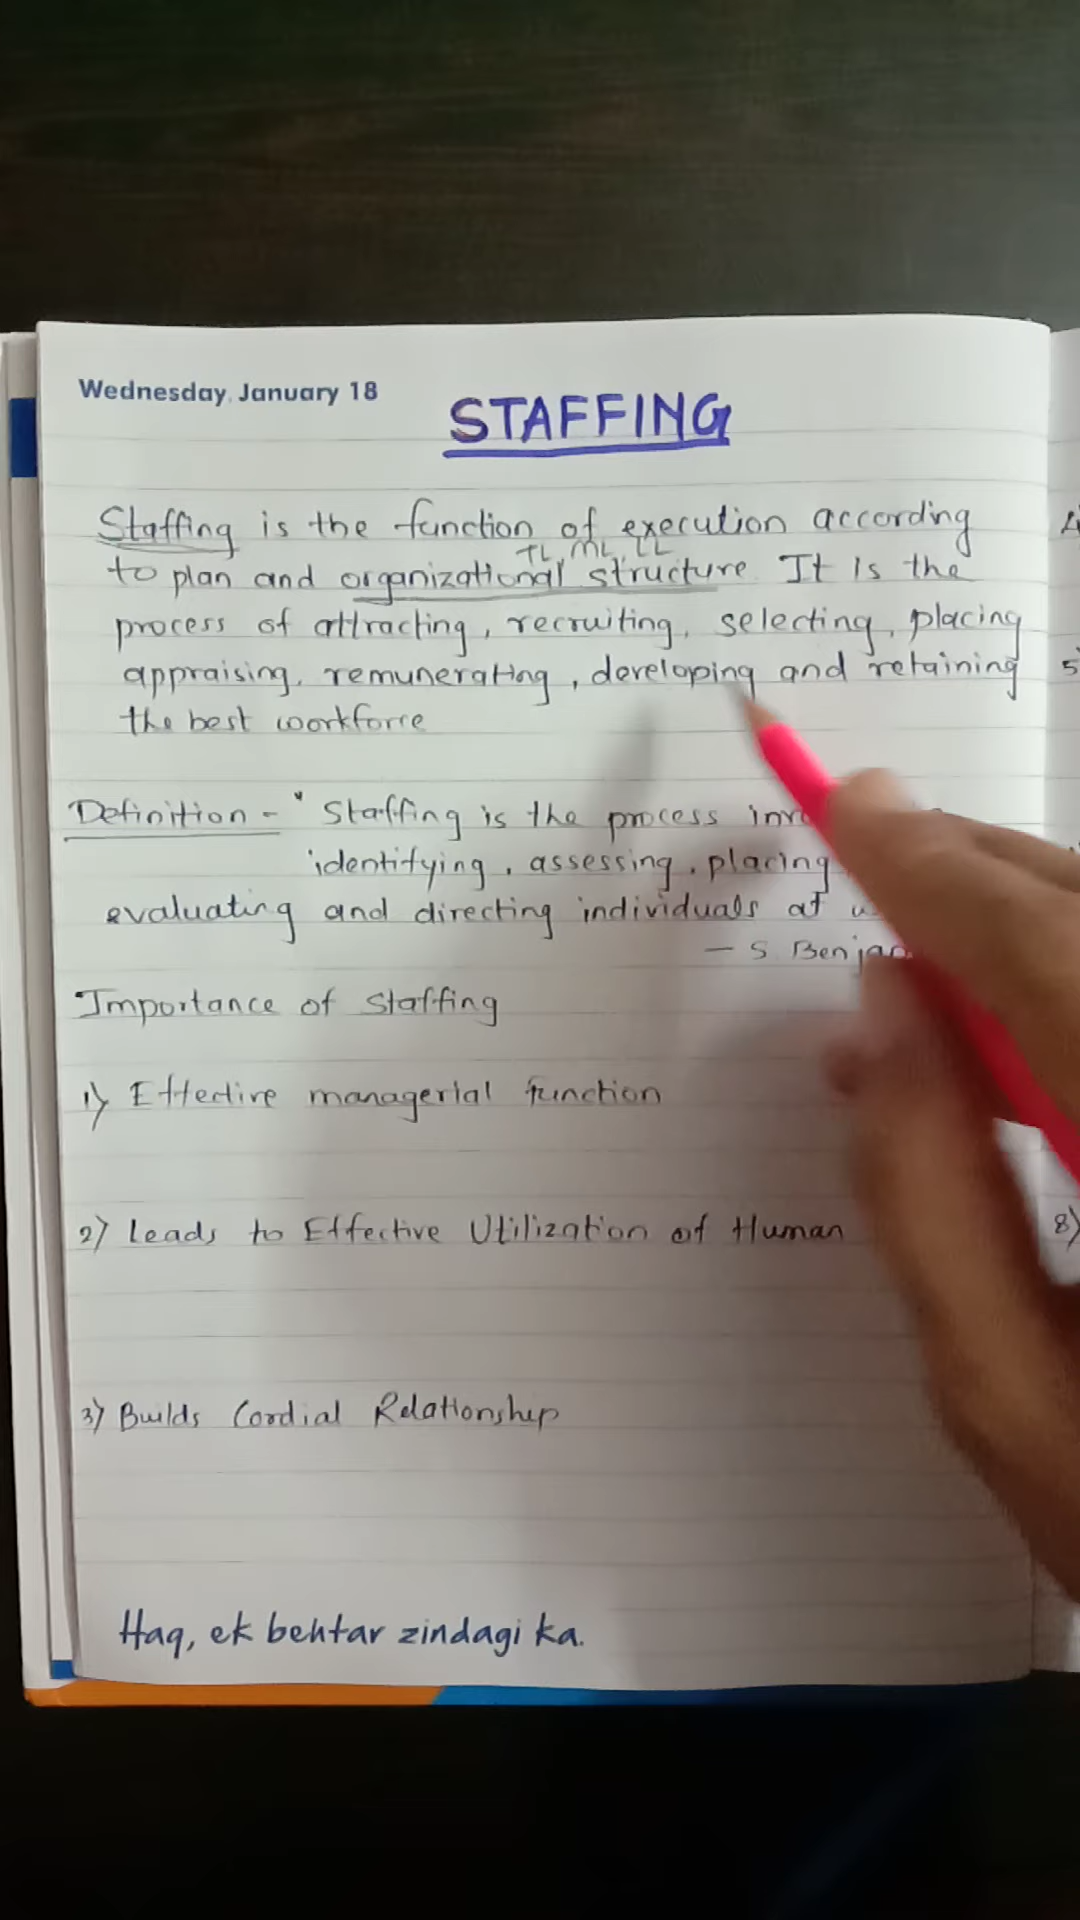 Wednesday, January 18
STAFFING
Staffing is the function of execution according
TL, ML, LL
to plan and organizational structure. It is the
process of attracting, recruiting, selecting, placing
appraising, remunerating, developing and retaining
the best workforce
Definition - " Staffing is the process
identifying, assessing, placing
evaluating and directing individuals at
- S Benjam
Importance of staffing
1) Effective managerial function
2) Leads to Effective Utilization of Human
3) Builds Cordial Relationship
Haq, ek behtar zindagi ka.
5
8)